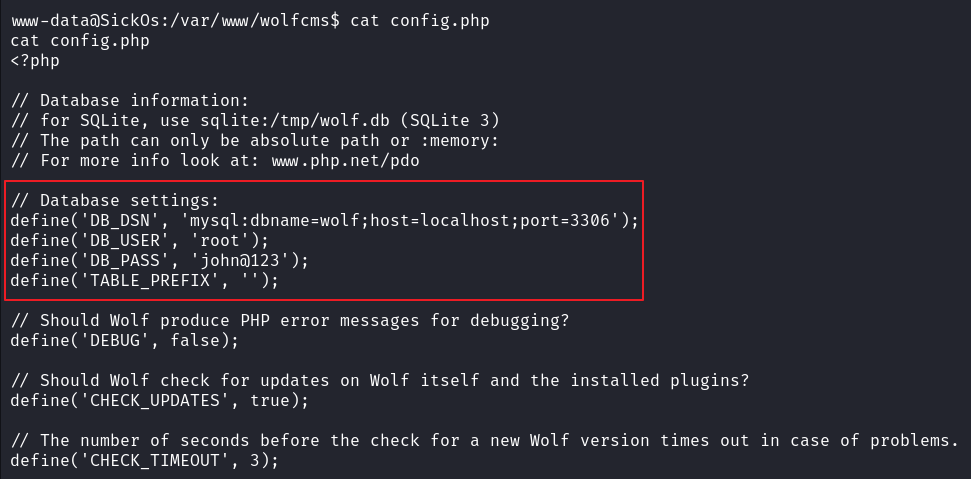 www-data@SickOs:/var/www/wolfcms$ cat config.php
cat config.php
<?php
// Database information:
// for SQLite, use sqlite:/tmp/wolf.db (SQLite 3)
// The path can only be absolute path or :memory:
// For more info look at: www.php.net/pdo
// Database settings:
define('DB_DSN', 'mysql:dbname=wolf;host=localhost;port=3306');
define('DB_USER', 'root');
define('DB_PASS', 'john@123');
define('TABLE_PREFIX', '');
// Should Wolf produce PHP error messages for debugging?
define('DEBUG', false);
// Should Wolf check for updates on Wolf itself and the installed plugins?
define('CHECK_UPDATES', true);
// The number of seconds before the check for a new Wolf version times out in case of problems.
define('CHECK_TIMEOUT', 3);